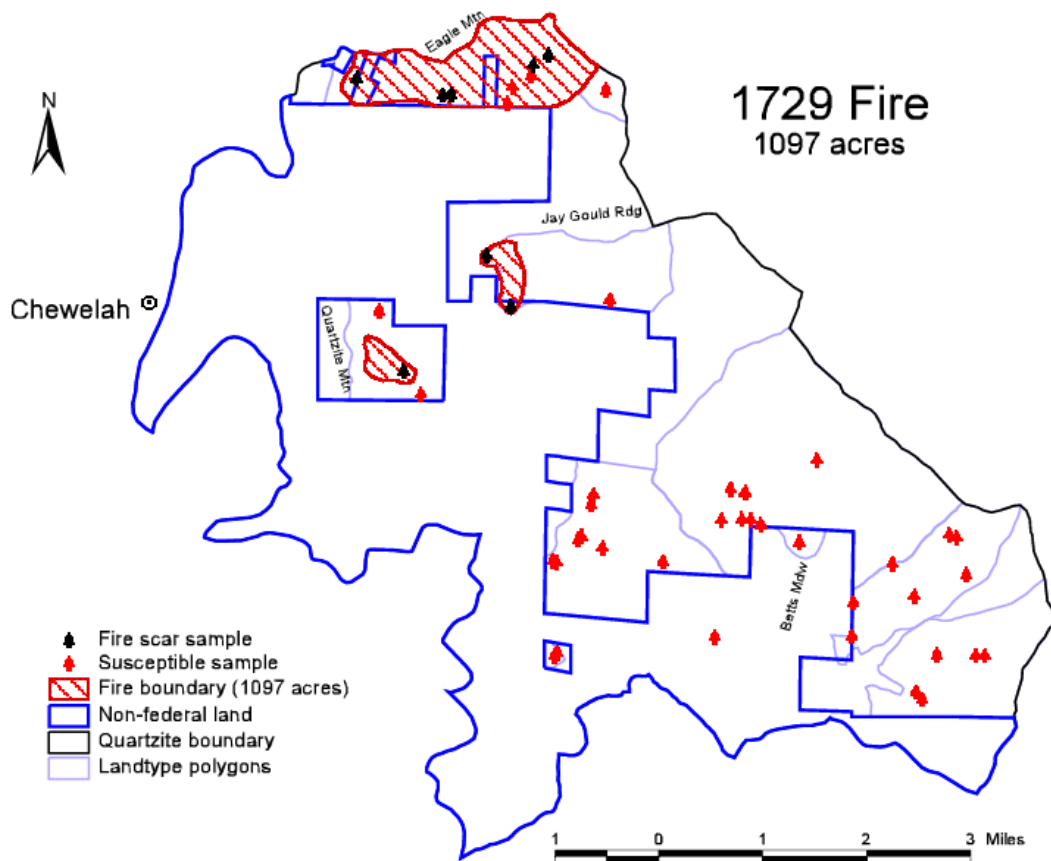 Eagle Mtn
N
1729 Fire
1097 acres
Jay Gould Rdg
Chewelah
Quartzite Mtn
Betts Mdw
Fire scar sample
Susceptible sample
Fire boundary (1097 acres)
Non-federal land
Quartzite boundary
Landtype polygons
1 0 1 2 3 Miles